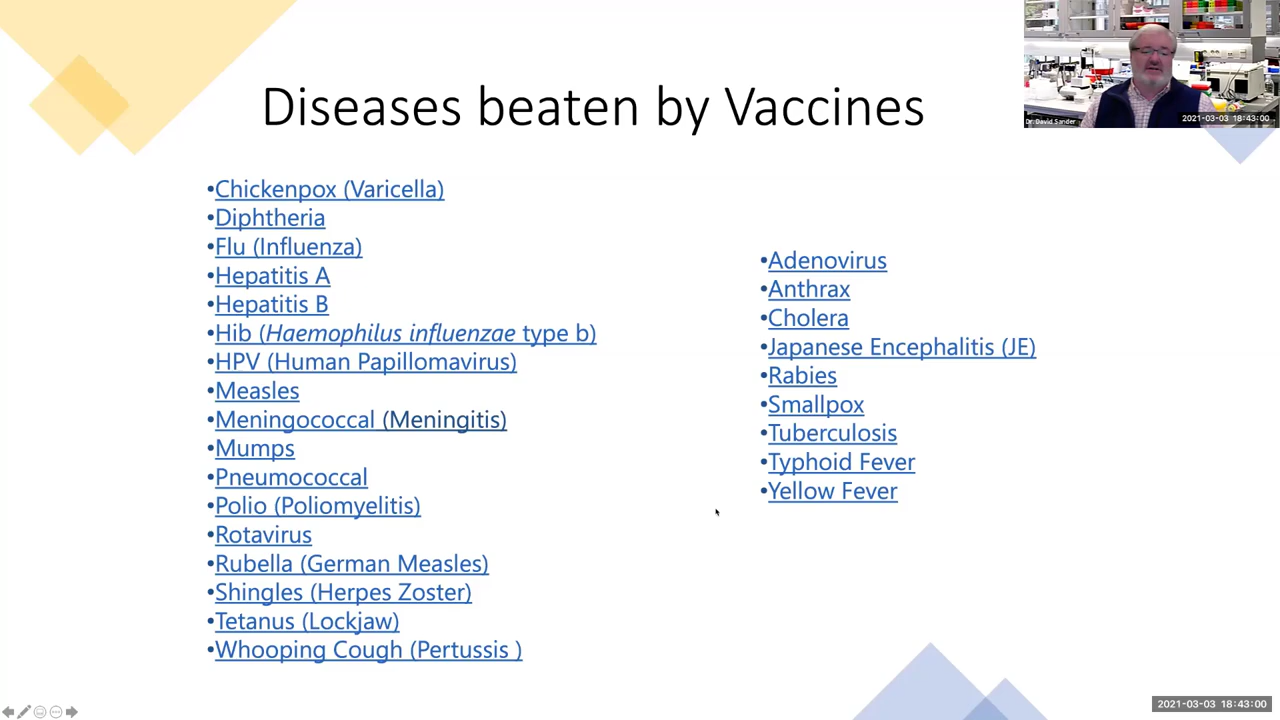 Diseases beaten by Vaccines
•Chickenpox (Varicella)
•Diphtheria
•Flu (Influenza)
•Hepatitis A
•Hepatitis B
•Hib (Haemophilus influenzae type b)
•HPV (Human Papillomavirus)
•Measles
•Meningococcal (Meningitis)
•Mumps
•Pneumococcal
•Polio (Poliomyelitis)
•Rotavirus
•Rubella (German Measles)
•Shingles (Herpes Zoster)
•Tetanus (Lockjaw)
•Whooping Cough (Pertussis )
•Adenovirus
•Anthrax
•Cholera
•Japanese Encephalitis (JE)
•Rabies
•Smallpox
•Tuberculosis
•Typhoid Fever
•Yellow Fever
Dr. David Sander
2021-03-03 18:43:00
2021-03-03 18:43:00